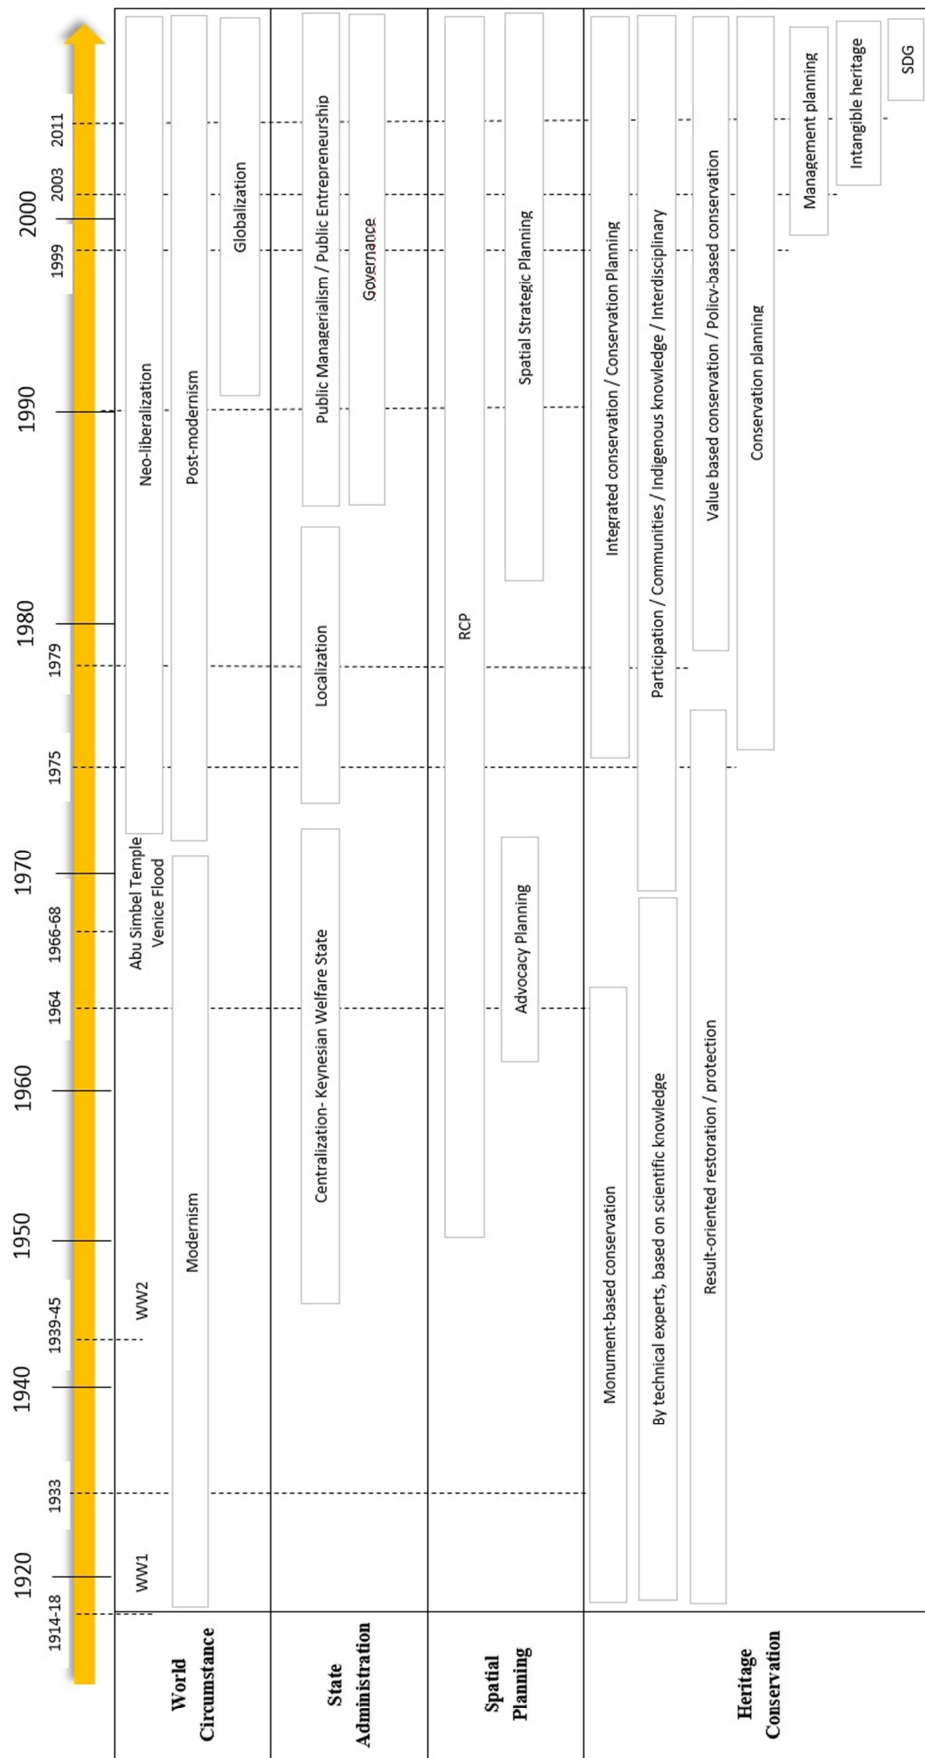 1914-18
1920
1933
1940
1939-45
1950
1960
1964
1966-68
1970
1975
1979
1980
1990
1999
2000
2003
2011
World
Circumstance
WW1
WW2
Abu Simbel Temple
Venice Flood
Neo-liberalization
Modernism
Post-modernism
Globalization
State
Administration
Centralization- Keynesian Welfare State
Localization
Public Managerialism / Public Entrepreneurship
Governance
Spatial
Planning
RCP
Advocacy Planning
Spatial Strategic Planning
Heritage
Conservation
Monument-based conservation
Integrated conservation / Conservation Planning
By technical experts, based on scientific knowledge
Participation / Communities / Indigenous knowledge / Interdisciplinary
Result-oriented restoration / protection
Value based conservation / Policy-based conservation
Conservation planning
Management planning
Intangible heritage
SDG